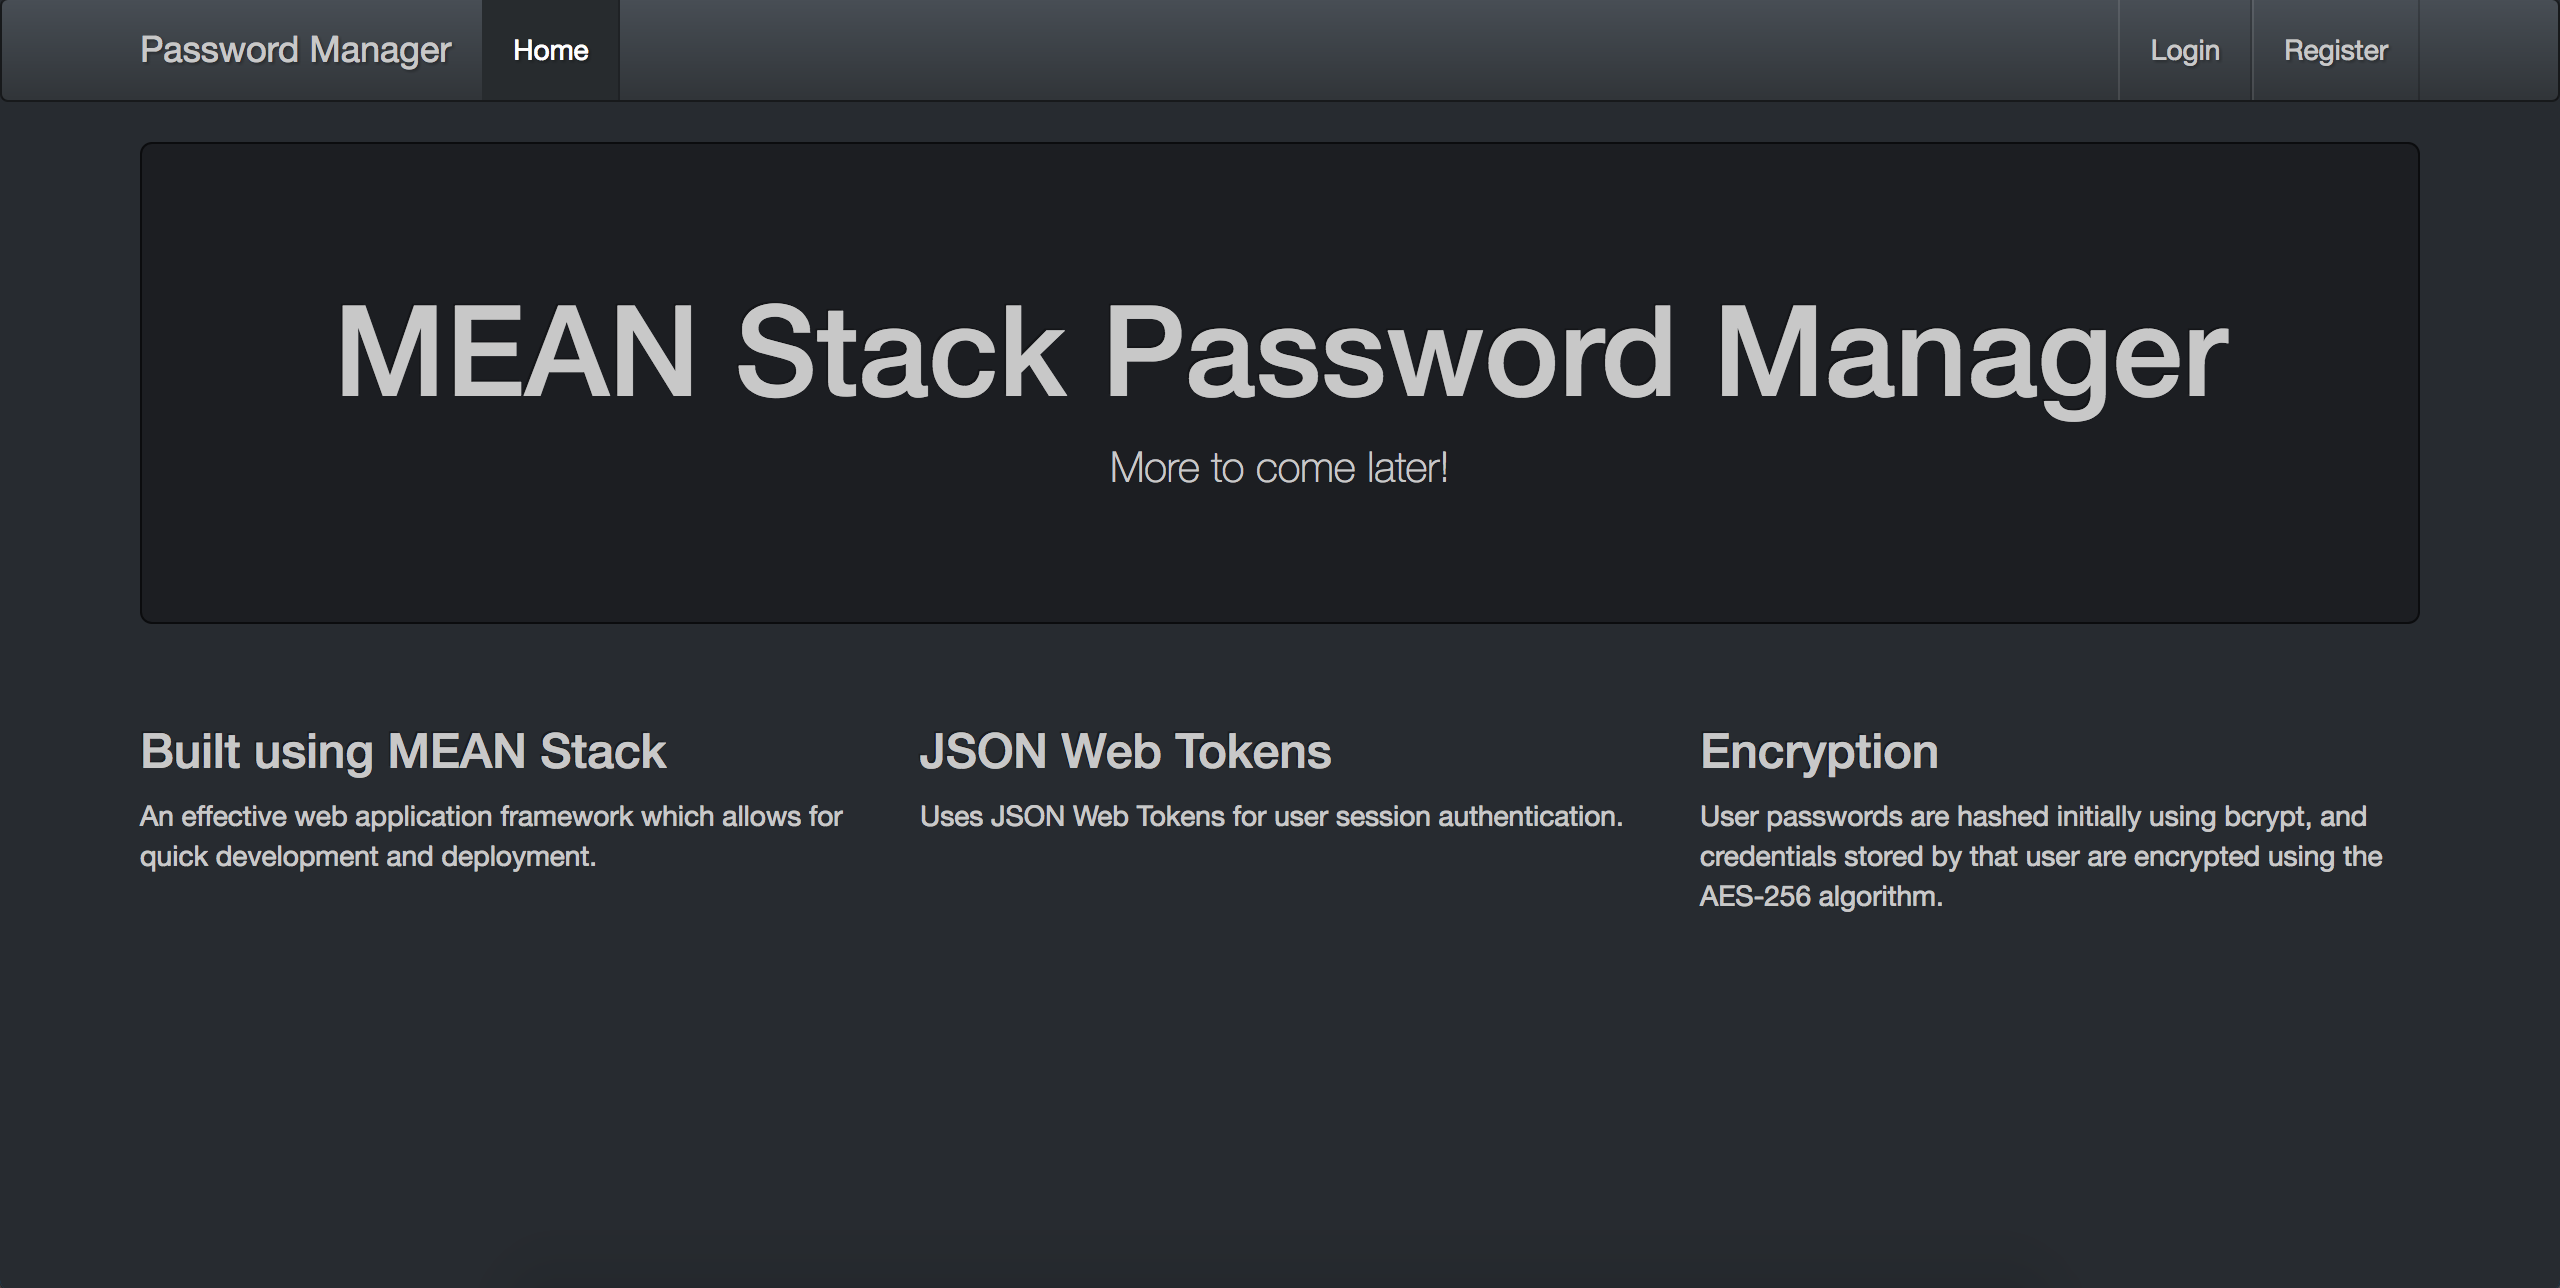 Password Manager Home Login Register
MEAN Stack Password Manager
More to come later!
Built using MEAN Stack
An effective web application framework which allows for
quick development and deployment.
JSON Web Tokens
Uses JSON Web Tokens for user session authentication.
Encryption
User passwords are hashed initially using bcrypt, and
credentials stored by that user are encrypted using the
AES-256 algorithm.